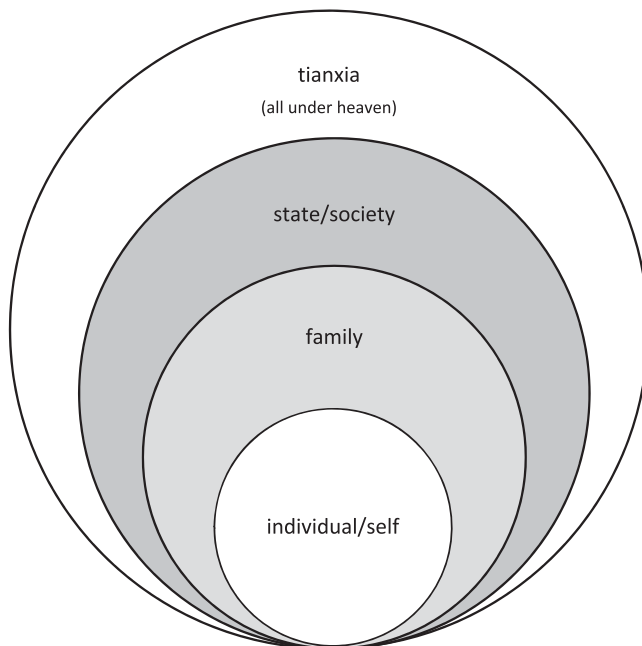 tianxia
(all under heaven)
state/society
family
individual/self